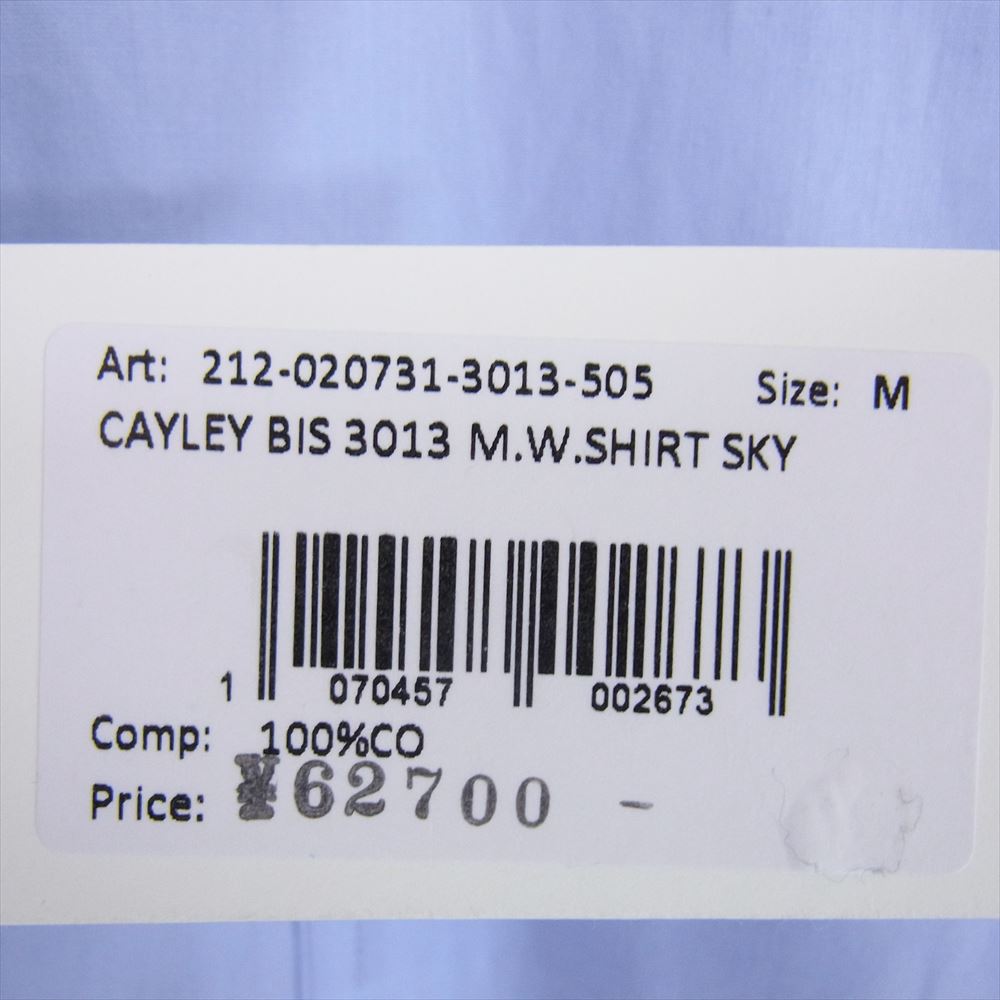 Art: 212-020731-3013-505 Size: M
CAYLEY BIS 3013 M.W.SHIRT SKY
1 070457 002673
Comp: 100%CO
Price: ¥62700 -